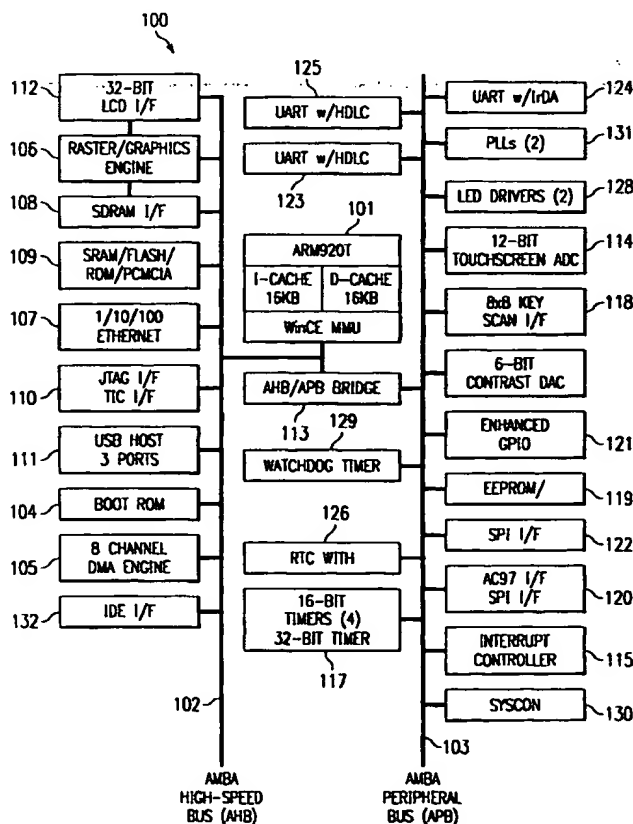 100
112
32-BIT
LCD I/F
106
RASTER/GRAPHICS
ENGINE
108
SDRAM I/F
109
SRAM/FLASH/
ROM/PCMCIA
107
1/10/100
ETHERNET
110
JTAG I/F
TIC I/F
111
USB HOST
3 PORTS
104
BOOT ROM
105
8 CHANNEL
DMA ENGINE
132
IDE I/F
102
AMBA
HIGH-SPEED
BUS (AHB)
125
UART w/HDLC
UART w/HDLC
123
101
ARM920T
I-CACHE
16KB
D-CACHE
16KB
WinCE MMU
AHB/APB BRIDGE
113
129
WATCHDOG TIMER
126
RTC WITH
16-BIT
TIMERS (4)
32-BIT TIMER
117
UART w/IrDA
124
PLLs (2)
131
LED DRIVERS (2)
128
12-BIT
TOUCHSCREEN ADC
114
8x8 KEY
SCAN I/F
118
6-BIT
CONTRAST DAC
ENHANCED
GPIO
121
EEPROM/
119
SPI I/F
122
AC97 I/F
SPI I/F
120
INTERRUPT
CONTROLLER
115
SYSCON
130
103
AMBA
PERIPHERAL
BUS (APB)